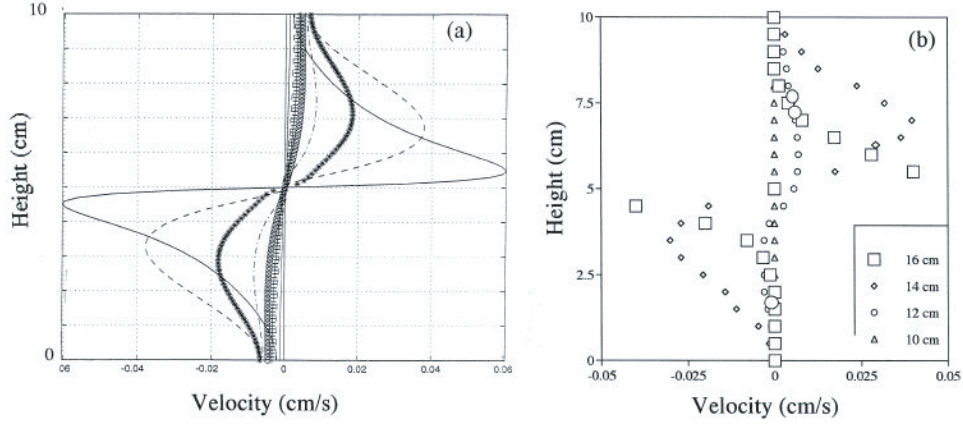 10
(a)
Height (cm)
0
.06
-0.04
-0.02
0
0.02
0.04
0.06
Velocity (cm/s)
(b)
10
7.5
5
2.5
0
Height (cm)
16 cm
14 cm
12 cm
10 cm
-0.05
-0.025
0
0.025
0.05
Velocity (cm/s)